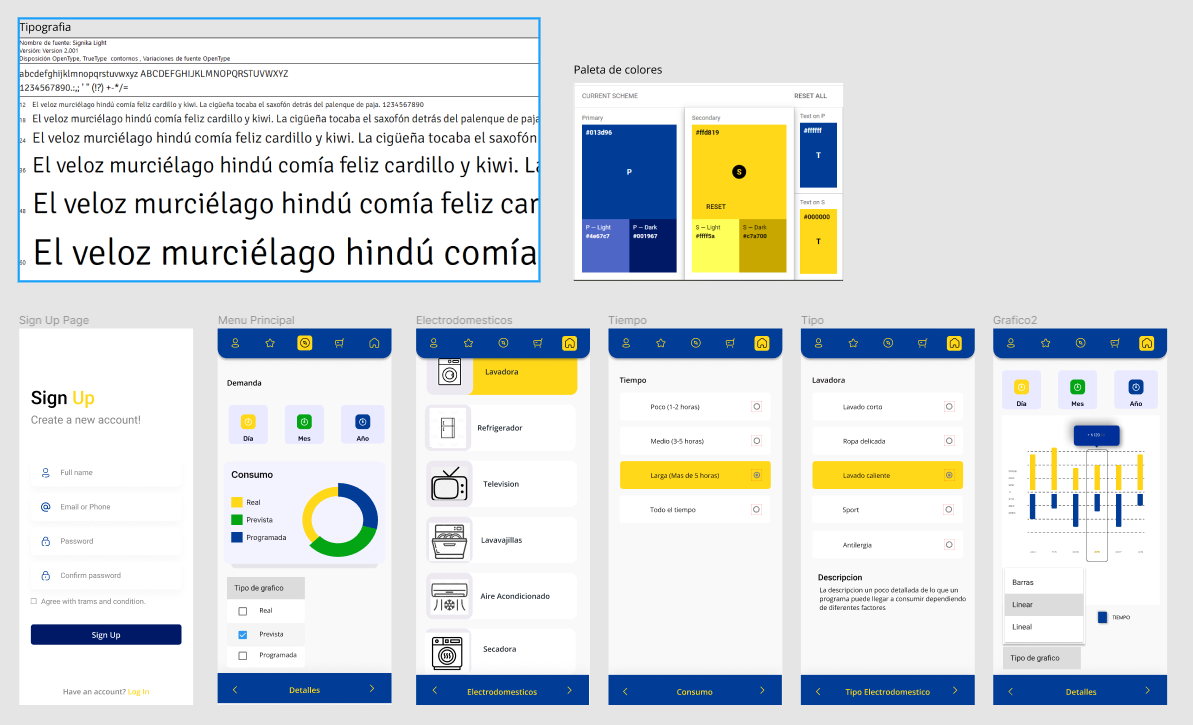 Tipografia
Nombre de fuente: Signika Light
Versión: Version 2.001
Disposición OpenType, TrueType contornos , Variaciones de fuente OpenType
abcdefghijklmnopqrstuvwxyz ABCDEFGHIJKLMNOPQRSTUVWXYZ
1234567890.:,; ' " (!?) +-*/=
12 El veloz murciélago hindú comía feliz cardillo y kiwi. La cigüeña tocaba el saxofón detrás del palenque de paja. 1234567890
18 El veloz murciélago hindú comía feliz cardillo y kiwi. La cigüeña tocaba el saxofón detrás del palenque de paja
24 El veloz murciélago hindú comía feliz cardillo y kiwi. La cigüeña tocaba el saxofón
36 El veloz murciélago hindú comía feliz cardillo y kiwi. La
48 El veloz murciélago hindú comía feliz car
60 El veloz murciélago hindú comía
Paleta de colores
CURRENT SCHEME
RESET ALL
Primary
#013d96
P
P — Light
#4a67c7
P — Dark
#001967
Secondary
#ffd819
S
RESET
S — Light
#ffff5a
S — Dark
#c7a700
Text on P
#ffffff
T
Text on S
#000000
T
Sign Up Page
Sign Up
Create a new account!
Full name
Email or Phone
Password
Confirm password
Agree with trams and condition.
Sign Up
Have an account? Log in
Menu Principal
Demanda
Día
Mes
Año
Consumo
Real
Prevista
Programada
Tipo de grafico
Real
Prevista
Programada
Detalles
Electrodomesticos
Lavadora
Refrigerador
Television
Lavavajillas
Aire Acondicionado
Secadora
Electrodomesticos
Tiempo
Tiempo
Poco (1-2 horas)
Medio (3-5 horas)
Larga (Mas de 5 horas)
Todo el tiempo
Consumo
Tipo
Lavadora
Lavado corto
Ropa delicada
Lavado caliente
Sport
Antilergia
Descripcion
La descripcion un poco detallada de lo que un
programa puede llegar a consumir dependiendo
de diferentes factores
Tipo Electrodomestico
Grafico2
Día
Mes
Año
Barras
Linear
Lineal
TIEMPO
Tipo de grafico
Detalles